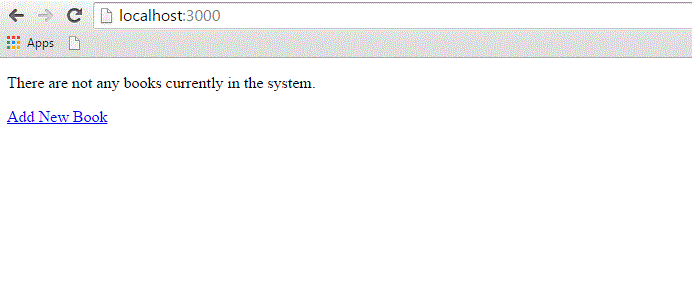 localhost:3000
Apps
There are not any books currently in the system.
Add New Book